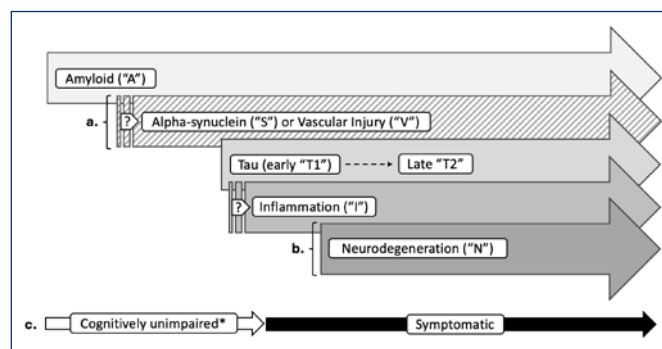 Amyloid ("A")
a.
?
Alpha-synuclein ("S") or Vascular Injury ("V")
Tau (early "T1")
Late "T2"
?
Inflammation ("I")
b.
Neurodegeneration ("N")
c.
Cognitively unimpaired*
Symptomatic